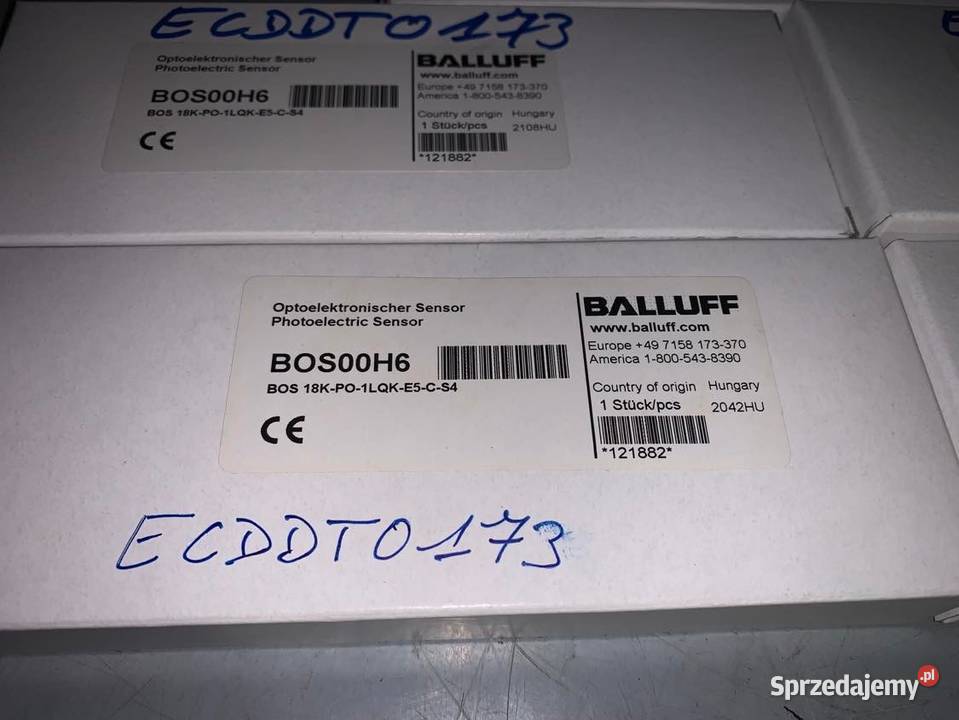 ECDDTO173
Optoelektronischer Sensor
Photoelectric Sensor
BOS00H6
BOS 18K-PO-1LQK-E5-C-S4
CE
BALLUFF
www.balluff.com
Europe +49 7158 173-370
America 1-800-543-8390
Country of origin Hungary
1 Stück/pcs 2108HU
*121882*
Optoelektronischer Sensor
Photoelectric Sensor
BOS00H6
BOS 18K-PO-1LQK-E5-C-S4
CE
BALLUFF
www.balluff.com
Europe +49 7158 173-370
America 1-800-543-8390
Country of origin Hungary
1 Stück/pcs 2042HU
*121882*
ECDDTO173
Sprzedajemy.pl